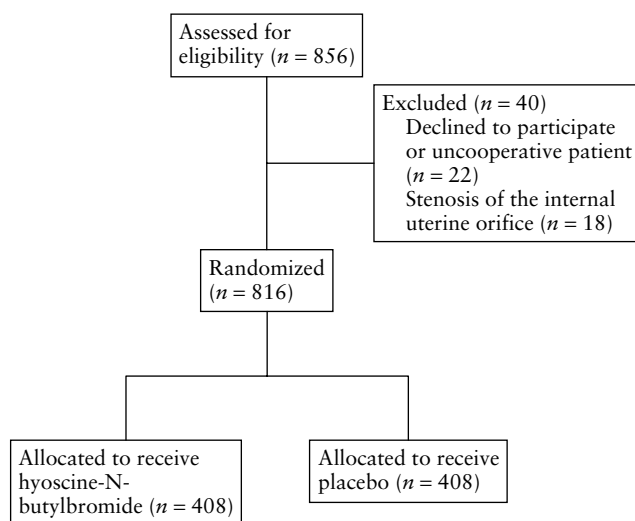 Assessed for
eligibility (n = 856)
Excluded (n = 40)
Declined to participate
or uncooperative patient
(n = 22)
Stenosis of the internal
uterine orifice (n = 18)
Randomized
(n = 816)
Allocated to receive
hyoscine-N-
butylbromide (n = 408)
Allocated to receive
placebo (n = 408)